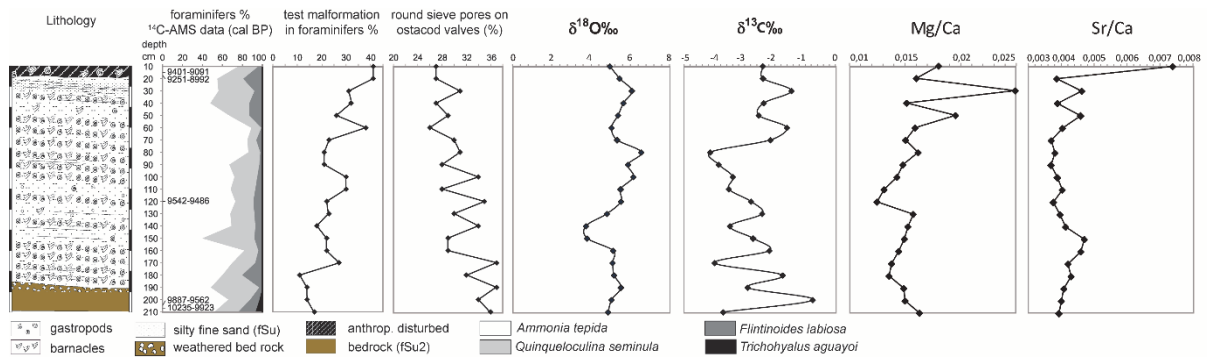 Lithology
foraminifers %
¹⁴C-AMS data (cal BP)
test malformation
in foraminifers %
round sieve pores on
ostacod valves (%)
δ¹⁸O‰
δ¹³C‰
Mg/Ca
Sr/Ca
depth
cm
0 20 40 60 80 100
0 10 20 30 40
20 24 28 32 36
0 1 2 3 4 5 6 7 8
-5 -4 -3 -2 -1 0
0,01 0,015 0,02 0,025
0,003 0,004 0,005 0,006 0,007 0,008
10
20
30
40
50
60
70
80
90
100
110
120
130
140
150
160
170
180
190
200
210
9401-9091
9251-8992
9542-9486
9887-9562
10235-9923
gastropods
silty fine sand (fSu)
anthrop. disturbed
Ammonia tepida
Flintinoides labiosa
barnacles
weathered bed rock
bedrock (fSu2)
Quinqueloculina seminula
Trichohyalus aguayoi